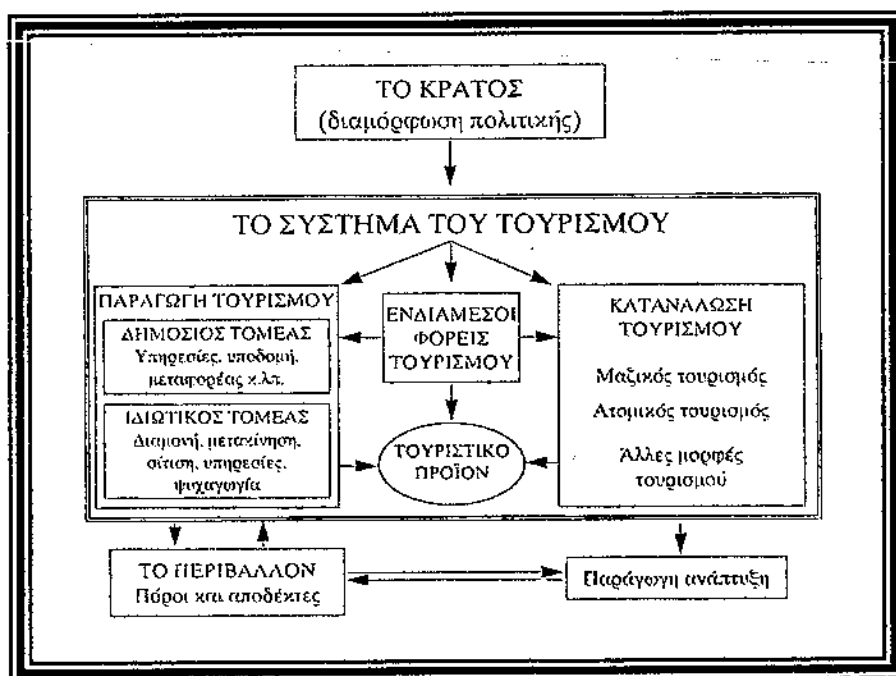 ΤΟ ΚΡΑΤΟΣ
(διαμόρφωση πολιτικής)
ΤΟ ΣΥΣΤΗΜΑ ΤΟΥ ΤΟΥΡΙΣΜΟΥ
ΠΑΡΑΓΩΓΗ ΤΟΥΡΙΣΜΟΥ
ΔΗΜΟΣΙΟΣ ΤΟΜΕΑΣ
Υπηρεσίες, υποδομή,
μεταφορέας κ.λπ.
ΙΔΙΩΤΙΚΟΣ ΤΟΜΕΑΣ
Διαμονή, μετακίνηση,
σίτιση, υπηρεσίες,
ψυχαγωγία
ΕΝΔΙΑΜΕΣΟΙ
ΦΟΡΕΙΣ
ΤΟΥΡΙΣΜΟΥ
ΤΟΥΡΙΣΤΙΚΟ
ΠΡΟΪΟΝ
ΚΑΤΑΝΑΛΩΣΗ
ΤΟΥΡΙΣΜΟΥ
Μαζικός τουρισμός
Ατομικός τουρισμός
Άλλες μορφές
τουρισμού
ΤΟ ΠΕΡΙΒΑΛΛΟΝ
Πόροι και αποδέκτες
Παράγωγη ανάπτυξη